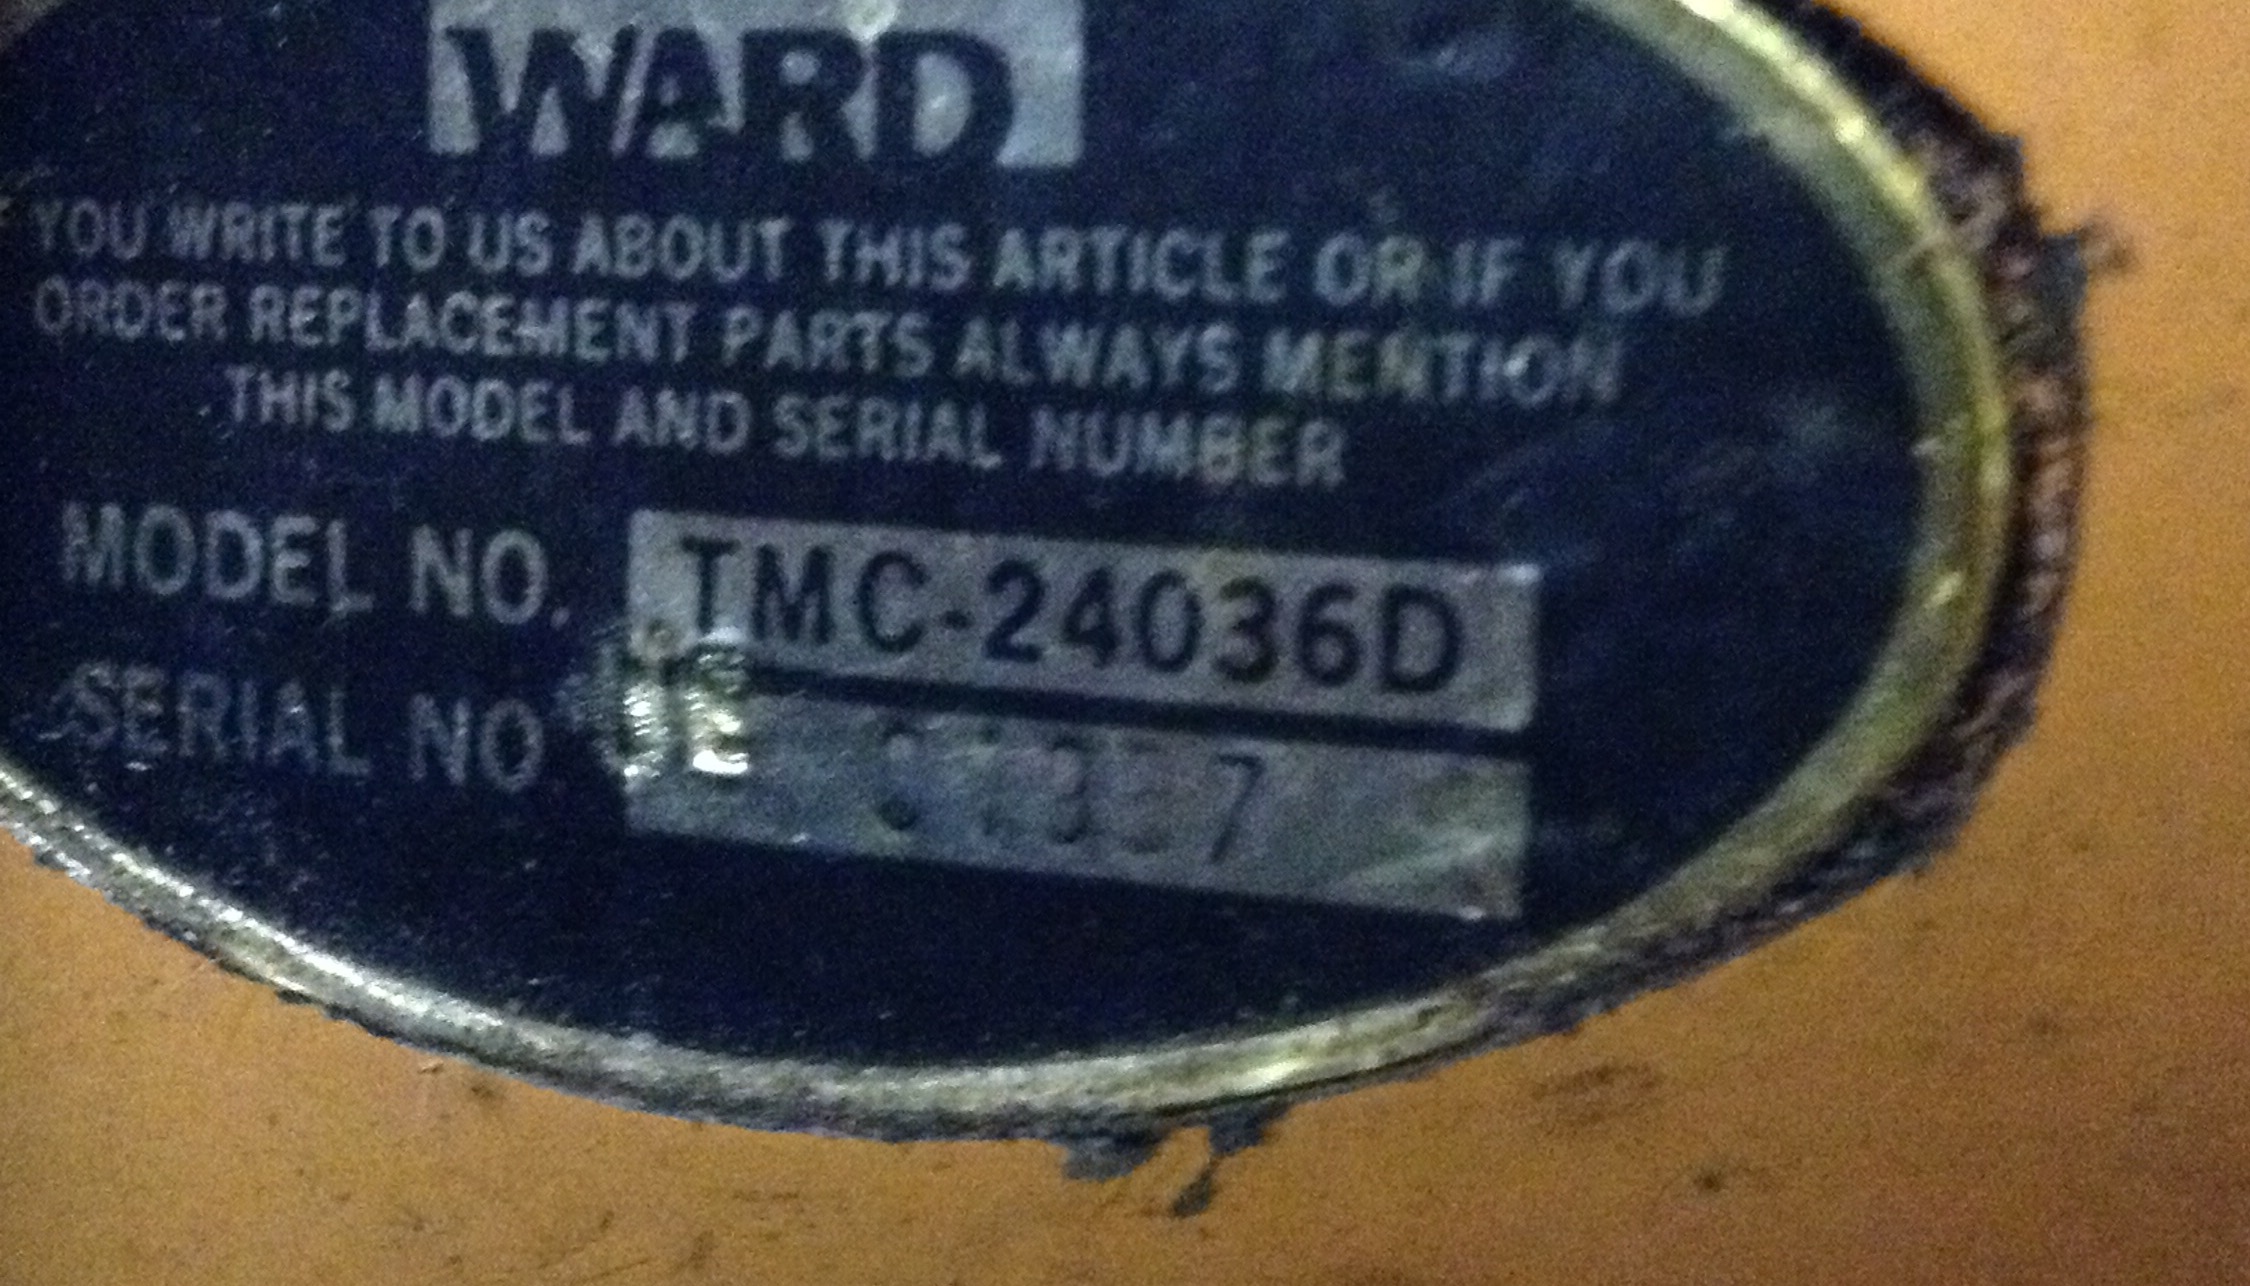 WARD
YOU WRITE TO US ABOUT THIS ARTICLE OR IF YOU
ORDER REPLACEMENT PARTS ALWAYS MENTION
THIS MODEL AND SERIAL NUMBER
MODEL NO. TMC-24036D
SERIAL NO